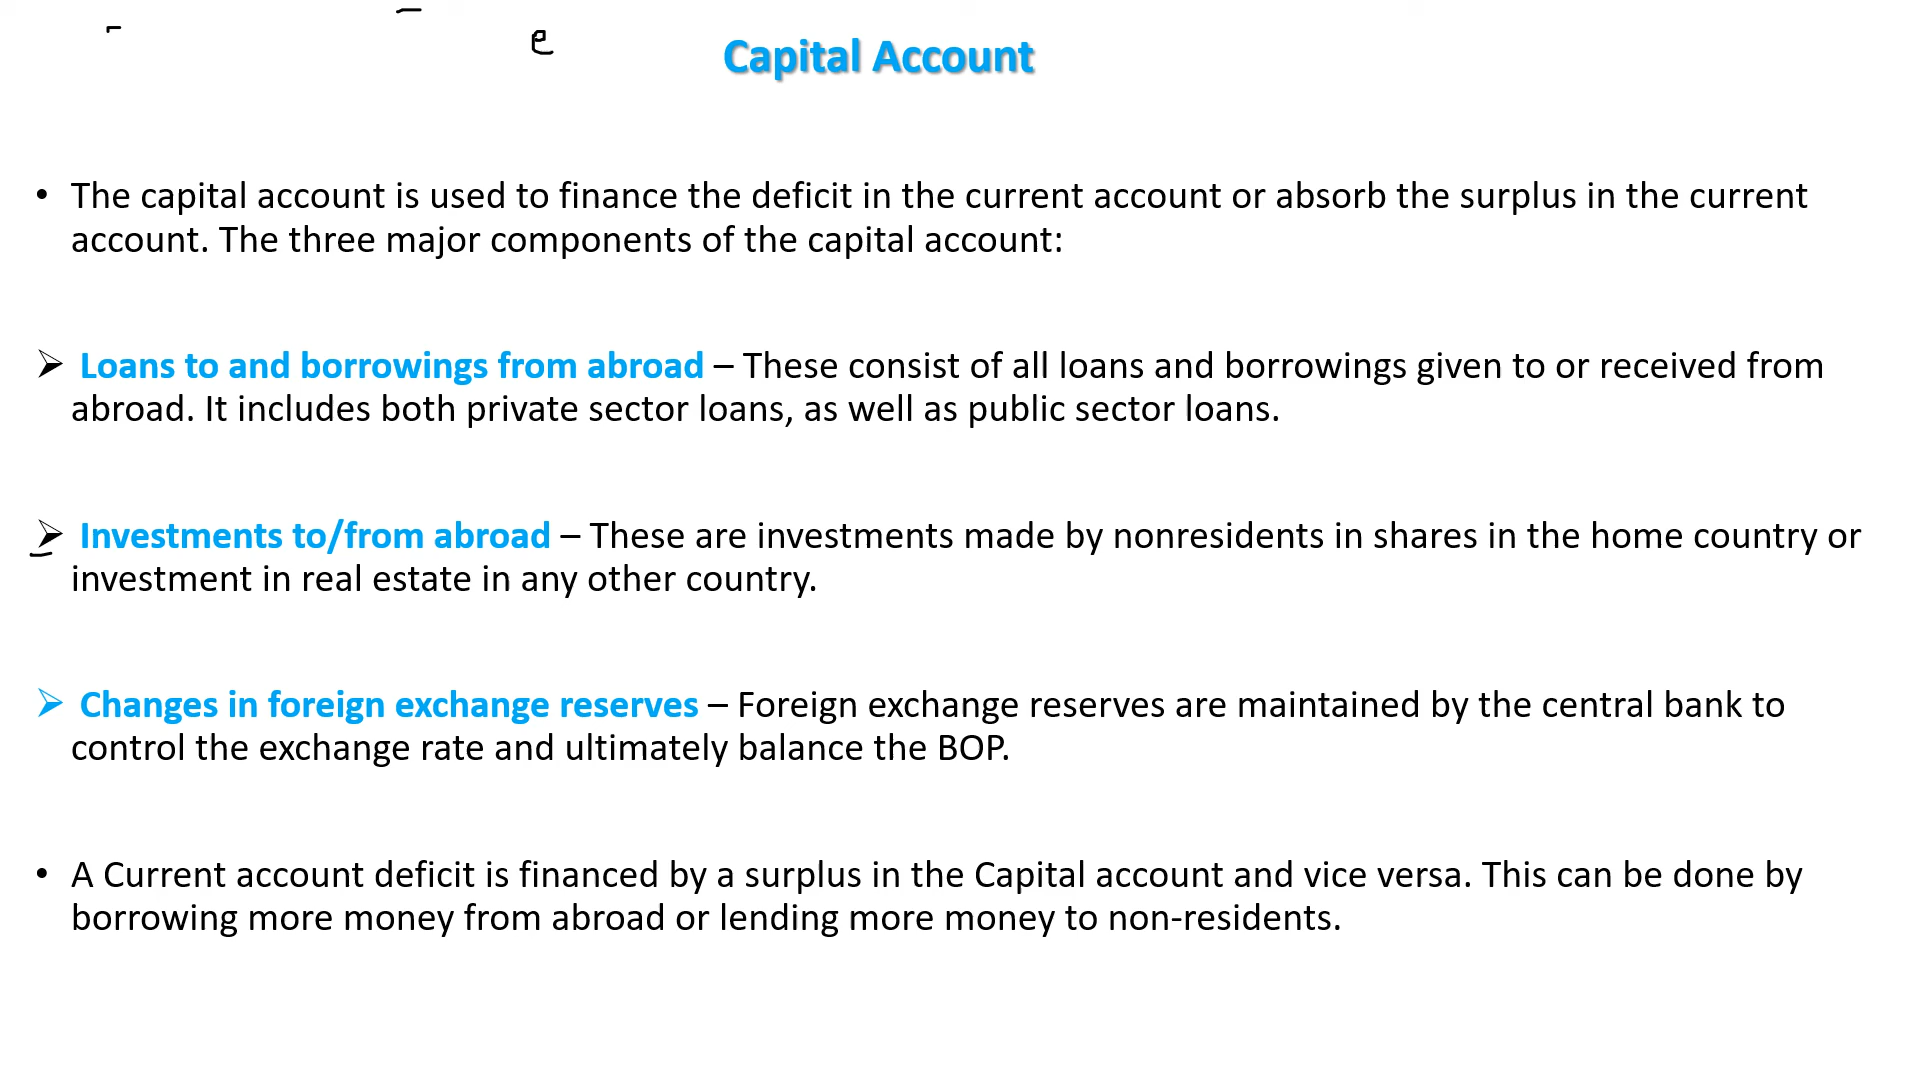 e
Capital Account
• The capital account is used to finance the deficit in the current account or absorb the surplus in the current
account. The three major components of the capital account:
➢ Loans to and borrowings from abroad – These consist of all loans and borrowings given to or received from
abroad. It includes both private sector loans, as well as public sector loans.
➢ Investments to/from abroad – These are investments made by nonresidents in shares in the home country or
investment in real estate in any other country.
➢ Changes in foreign exchange reserves – Foreign exchange reserves are maintained by the central bank to
control the exchange rate and ultimately balance the BOP.
• A Current account deficit is financed by a surplus in the Capital account and vice versa. This can be done by
borrowing more money from abroad or lending more money to non-residents.